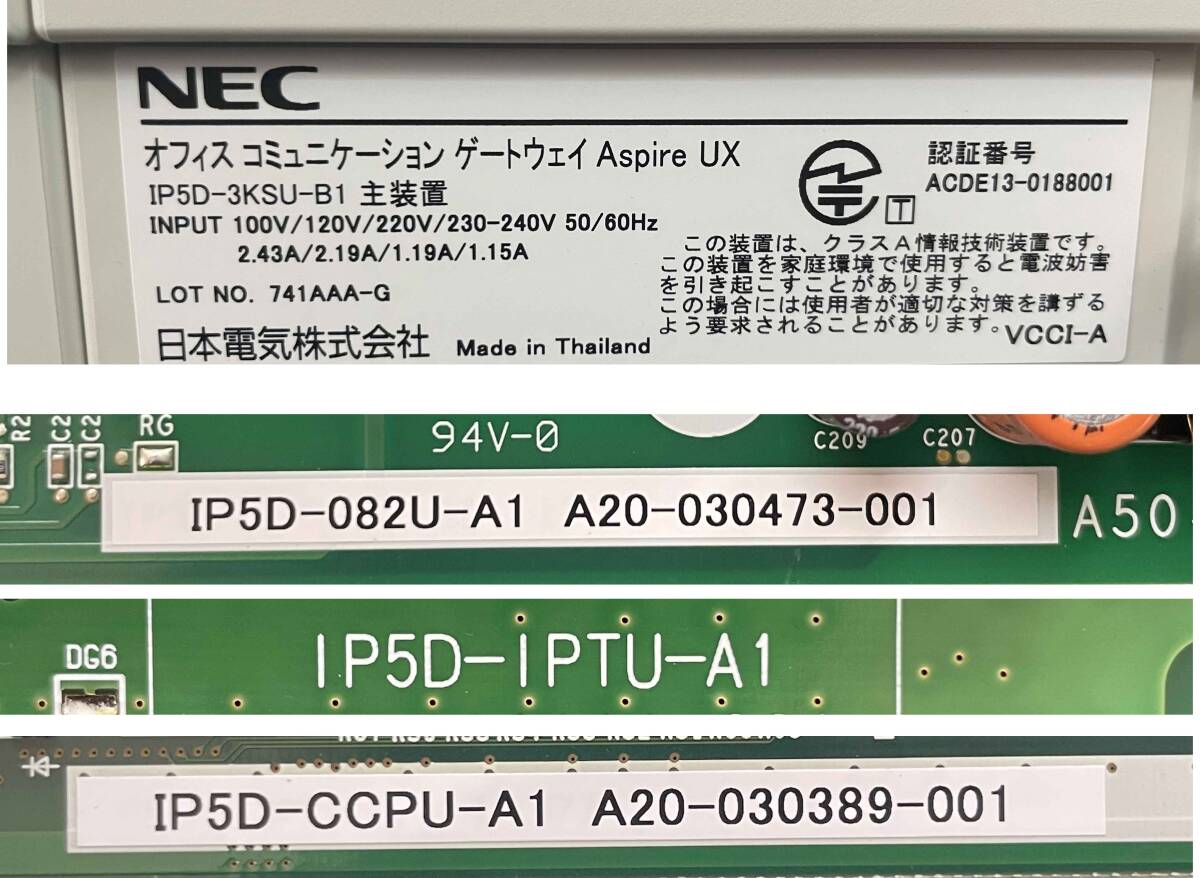 NEC
オフィス コミュニケーション ゲートウェイ Aspire UX
IP5D-3KSU-B1 主装置
INPUT 100V/120V/220V/230-240V 50/60Hz
2.43A/2.19A/1.19A/1.15A
LOT NO. 741AAA-G
日本電気株式会社 Made in Thailand
T
認証番号
ACDE13-0188001
この装置は、クラスA情報技術装置です。
この装置を家庭環境で使用すると電波妨害
を引き起こすことがあります。
この場合には使用者が適切な対策を講ずる
よう要求されることがあります。
VCCI-A
R2
C2
C2
RG
94V-0
220
C209
C207
IP5D-082U-A1 A20-030473-001
A50
DG6
IP5D-IPTU-A1
IP5D-CCPU-A1 A20-030389-001